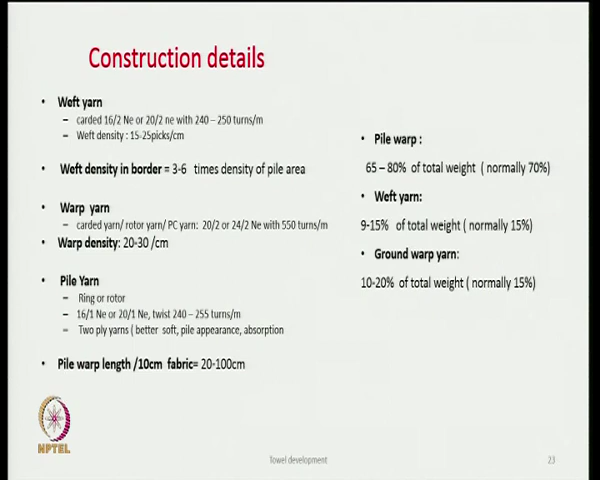 Construction details
• Weft yarn
– carded 16/2 Ne or 20/2 ne with 240 – 250 turns/m
– Weft density : 15-25picks/cm
• Weft density in border = 3-6 times density of pile area
• Warp yarn
– carded yarn/ rotor yarn/ PC yarn: 20/2 or 24/2 Ne with 550 turns/m
• Warp density: 20-30 /cm
• Pile Yarn
– Ring or rotor
– 16/1 Ne or 20/1 Ne, twist 240 – 255 turns/m
– Two ply yarns ( better soft, pile appearance, absorption
• Pile warp length /10cm fabric= 20-100cm
• Pile warp :
65 – 80% of total weight ( normally 70%)
• Weft yarn:
9-15% of total weight ( normally 15%)
• Ground warp yarn:
10-20% of total weight ( normally 15%)
NPTEL
Towel development
23